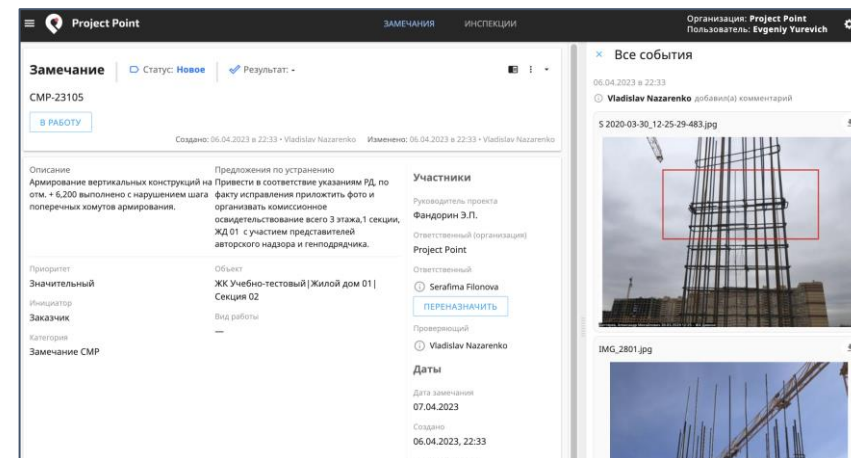 Project Point
ЗАМЕЧАНИЯ
ИНСПЕКЦИИ
Организация: Project Point
Пользователь: Evgeniy Yurevich
Замечание
Статус: Новое
Результат: -
CMP-23105
В РАБОТУ
Создано: 06.04.2023 в 22:33 • Vladislav Nazarenko
Изменено: 06.04.2023 в 22:33 • Vladislav Nazarenko
Описание
Армирование вертикальных конструкций на
отм. + 6,200 выполнено с нарушением шага
поперечных хомутов армирования.
Предложения по устранению
Привести в соответствие указаниям РД, по
факту исправления приложить фото и
организвать комиссионное
освидетельствование всего 3 этажа,1 секции,
ЖД 01 с участием представителей
авторского надзора и генподрядчика.
Приоритет
Значительный
Инициатор
Заказчик
Категория
Замечание СМР
Объект
ЖК Учебно-тестовый|Жилой дом 01|
Секция 02
Вид работы
—
Участники
Руководитель проекта
Фандорин Э.П.
Ответственный (организация)
Project Point
Ответственный
Serafima Filonova
ПЕРЕНАЗНАЧИТЬ
Проверяющий
Vladislav Nazarenko
Даты
Дата замечания
07.04.2023
Создано
06.04.2023, 22:33
× Все события
06.04.2023 в 22:33
Vladislav Nazarenko добавил(а) комментарий
S 2020-03-30_12-25-29-483.jpg
IMG_2801.jpg